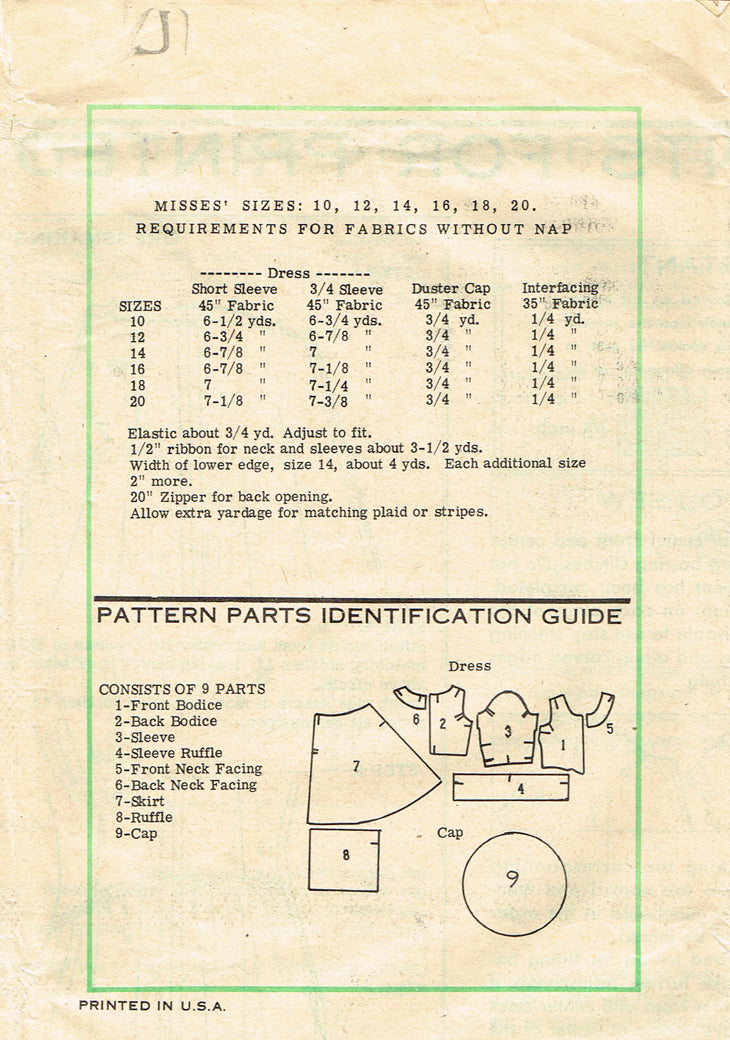 (J)
MISSES' SIZES: 10, 12, 14, 16, 18, 20.
REQUIREMENTS FOR FABRICS WITHOUT NAP
-------- Dress -------
Short Sleeve 3/4 Sleeve Duster Cap Interfacing
SIZES 45" Fabric 45" Fabric 45" Fabric 35" Fabric
10 6-1/2 yds. 6-3/4 yds. 3/4 yd. 1/4 yd.
12 6-3/4 " 6-7/8 " 3/4 " 1/4 "
14 6-7/8 " 7 " 3/4 " 1/4 "
16 6-7/8 " 7-1/8 " 3/4 " 1/4 "
18 7 " 7-1/4 " 3/4 " 1/4 "
20 7-1/8 " 7-3/8 " 3/4 " 1/4 "
Elastic about 3/4 yd. Adjust to fit.
1/2" ribbon for neck and sleeves about 3-1/2 yds.
Width of lower edge, size 14, about 4 yds. Each additional size
2" more.
20" Zipper for back opening.
Allow extra yardage for matching plaid or stripes.
PATTERN PARTS IDENTIFICATION GUIDE
CONSISTS OF 9 PARTS
1-Front Bodice
2-Back Bodice
3-Sleeve
4-Sleeve Ruffle
5-Front Neck Facing
6-Back Neck Facing
7-Skirt
8-Ruffle
9-Cap
Dress
6
2
3
1
5
7
4
8
Cap
9
PRINTED IN U.S.A.